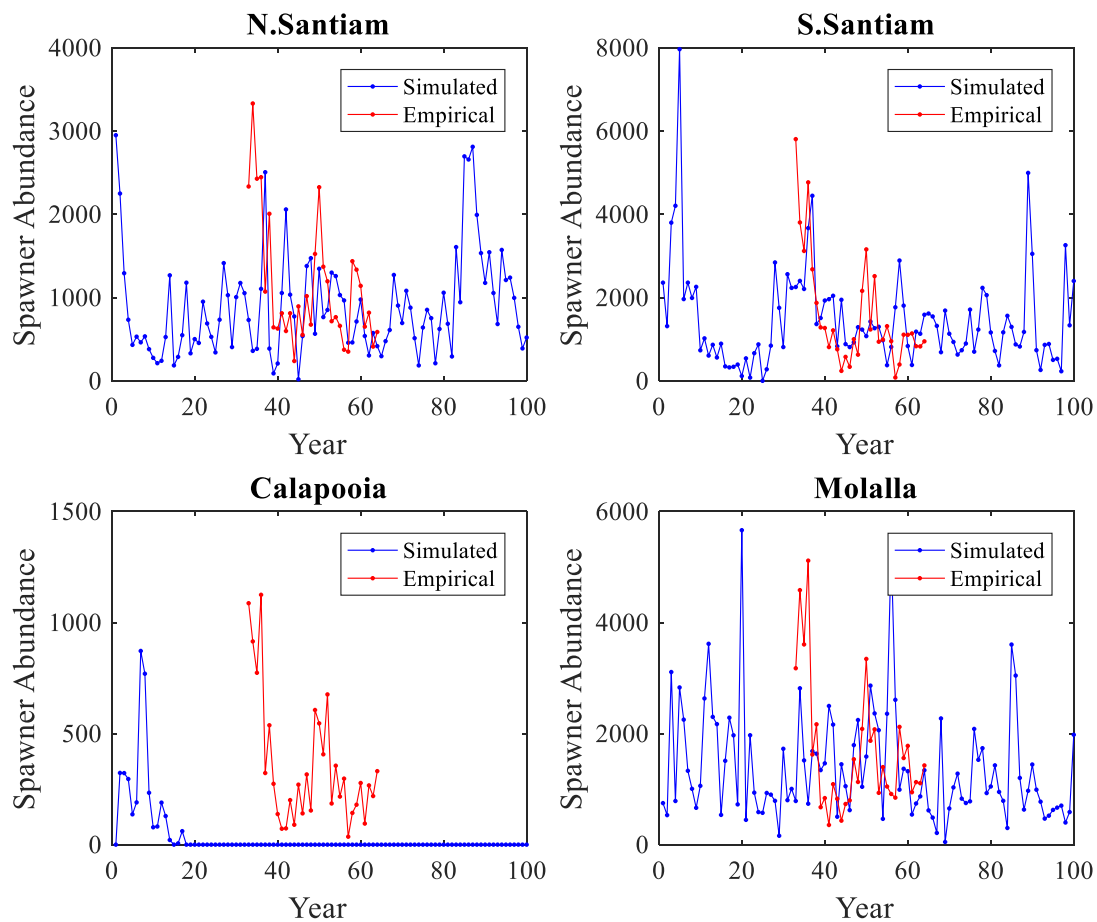 N.Santiam
Spawner Abundance
4000
3000
2000
1000
0
Simulated
Empirical
0 20 40 60 80 100
Year
S.Santiam
Spawner Abundance
8000
6000
4000
2000
0
Simulated
Empirical
0 20 40 60 80 100
Year
Calapooia
Spawner Abundance
1500
1000
500
0
Simulated
Empirical
0 20 40 60 80 100
Year
Molalla
Spawner Abundance
6000
4000
2000
0
Simulated
Empirical
0 20 40 60 80 100
Year